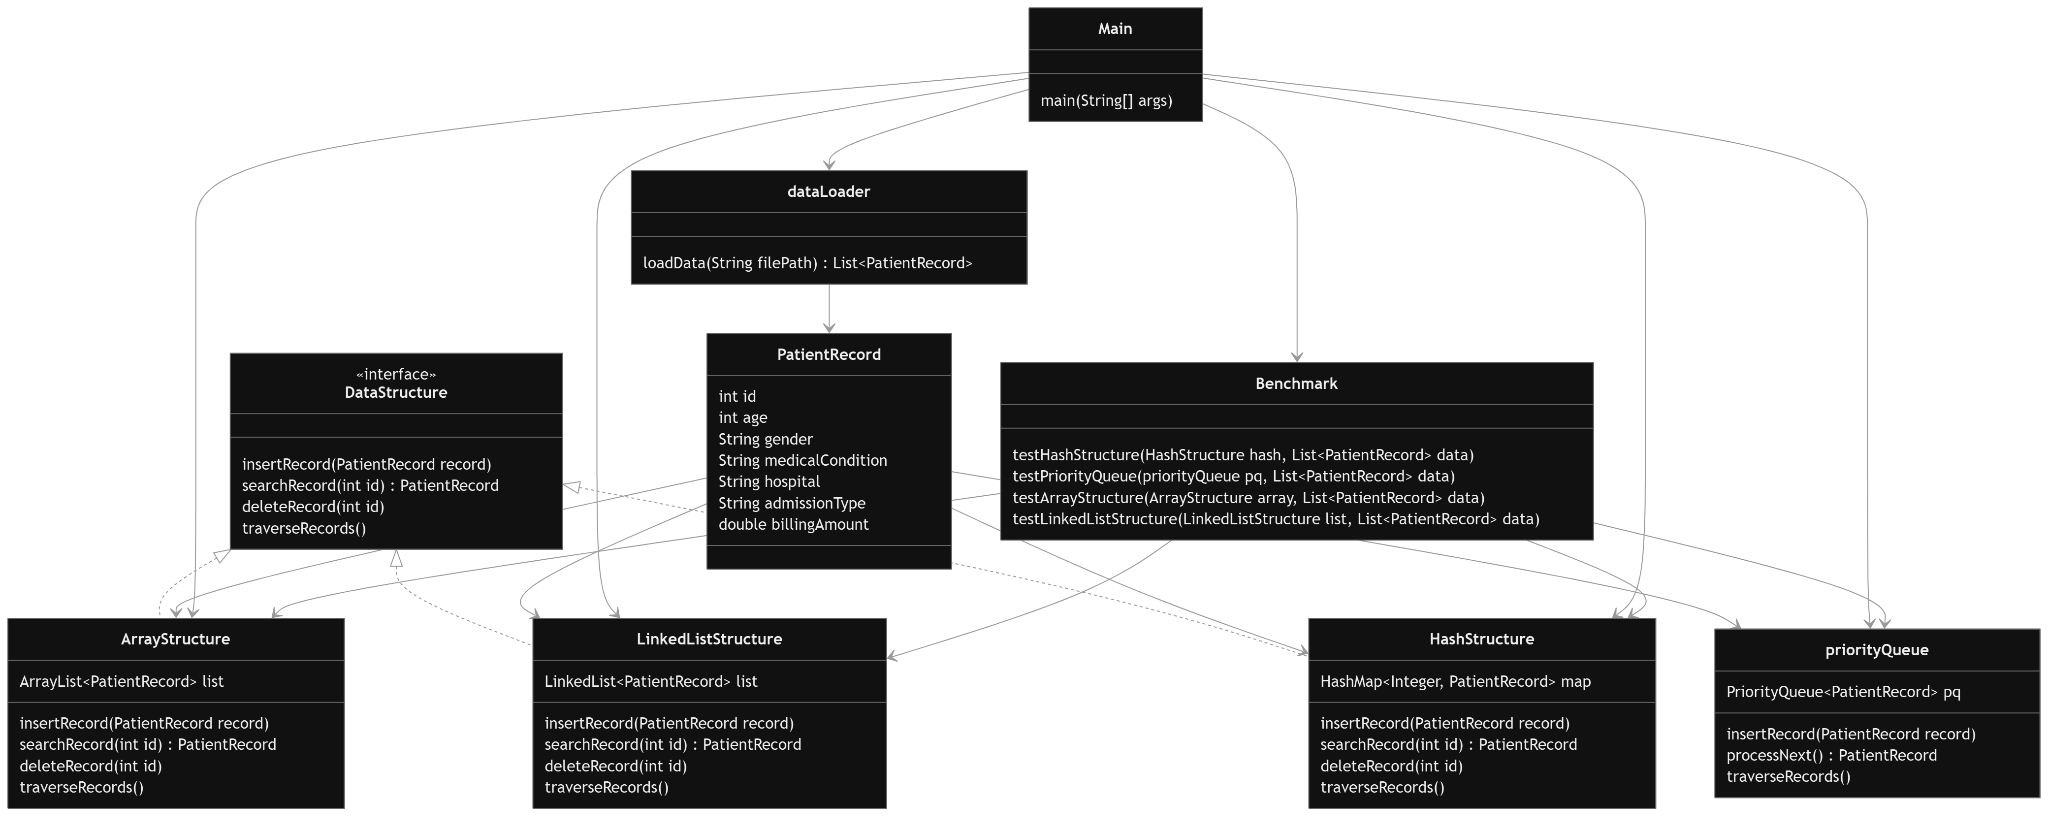 Main
main(String[] args)
dataLoader
loadData(String filePath) : List<PatientRecord>
«interface»
DataStructure
insertRecord(PatientRecord record)
searchRecord(int id) : PatientRecord
deleteRecord(int id)
traverseRecords()
PatientRecord
int id
int age
String gender
String medicalCondition
String hospital
String admissionType
double billingAmount
Benchmark
testHashStructure(HashStructure hash, List<PatientRecord> data)
testPriorityQueue(priorityQueue pq, List<PatientRecord> data)
testArrayStructure(ArrayStructure array, List<PatientRecord> data)
testLinkedListStructure(LinkedListStructure list, List<PatientRecord> data)
ArrayStructure
ArrayList<PatientRecord> list
insertRecord(PatientRecord record)
searchRecord(int id) : PatientRecord
deleteRecord(int id)
traverseRecords()
LinkedListStructure
LinkedList<PatientRecord> list
insertRecord(PatientRecord record)
searchRecord(int id) : PatientRecord
deleteRecord(int id)
traverseRecords()
HashStructure
HashMap<Integer, PatientRecord> map
insertRecord(PatientRecord record)
searchRecord(int id) : PatientRecord
deleteRecord(int id)
traverseRecords()
priorityQueue
PriorityQueue<PatientRecord> pq
insertRecord(PatientRecord record)
processNext() : PatientRecord
traverseRecords()